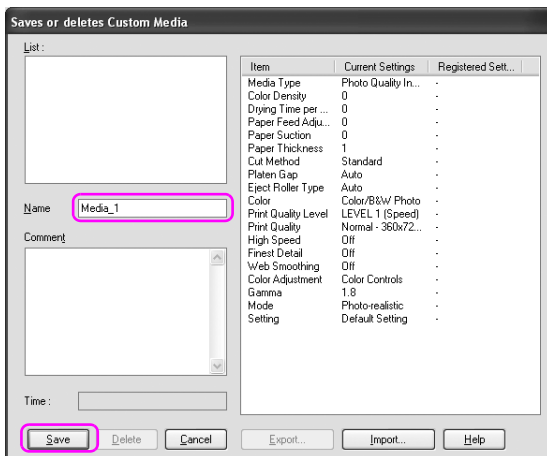 Saves or deletes Custom Media
List :
Name Media_1
Comment
Time :
Item Current Settings Registered Sett...
Media Type Photo Quality In... -
Color Density 0 -
Drying Time per ... 0 -
Paper Feed Adju... 0 -
Paper Suction 0 -
Paper Thickness 1 -
Cut Method Standard -
Platen Gap Auto -
Eject Roller Type Auto -
Color Color/B&W Photo -
Print Quality Level LEVEL 1 (Speed) -
Print Quality Normal - 360x72... -
High Speed Off -
Finest Detail Off -
Web Smoothing Off -
Color Adjustment Color Controls -
Gamma 1.8 -
Mode Photo-realistic -
Setting Default Setting -
Save Delete Cancel Export... Import... Help